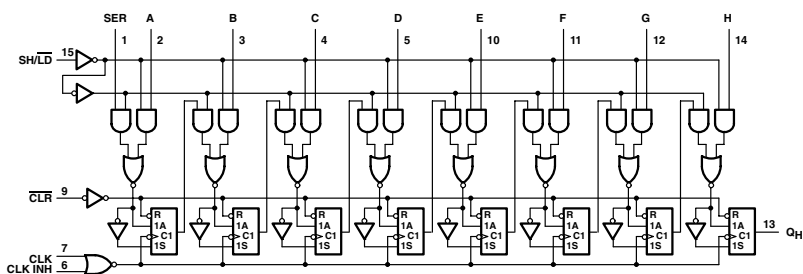 SER A B C D E F G H
1 2 3 4 5 10 11 12 14
SH/L̅D̅ 15
C̅L̅R̅ 9
R R R R R R R R
1A 1A 1A 1A 1A 1A 1A 1A
C1 C1 C1 C1 C1 C1 C1 C1
1S 1S 1S 1S 1S 1S 1S 1S
13 QH
CLK 7
CLK INH 6